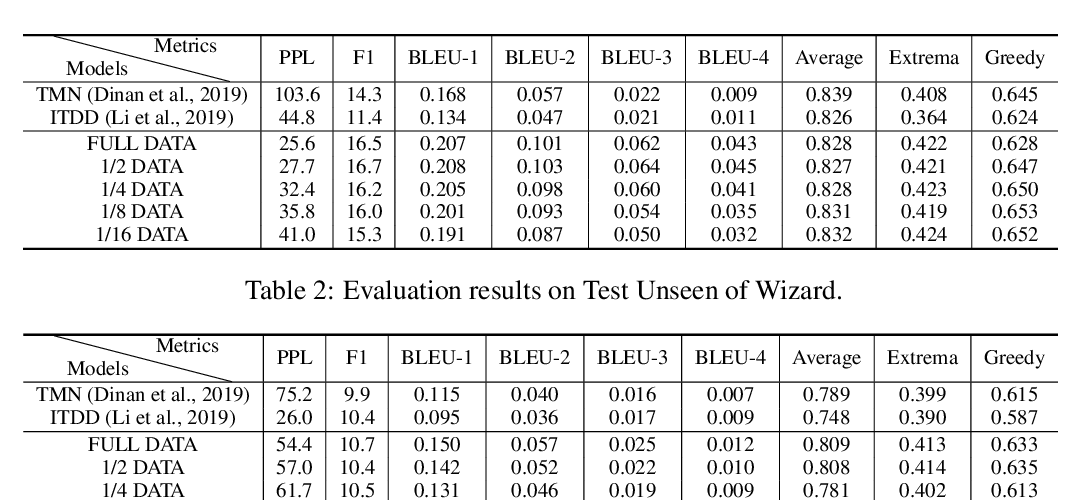 Metrics
Models PPL F1 BLEU-1 BLEU-2 BLEU-3 BLEU-4 Average Extrema Greedy
TMN (Dinan et al., 2019) 103.6 14.3 0.168 0.057 0.022 0.009 0.839 0.408 0.645
ITDD (Li et al., 2019) 44.8 11.4 0.134 0.047 0.021 0.011 0.826 0.364 0.624
FULL DATA 25.6 16.5 0.207 0.101 0.062 0.043 0.828 0.422 0.628
1/2 DATA 27.7 16.7 0.208 0.103 0.064 0.045 0.827 0.421 0.647
1/4 DATA 32.4 16.2 0.205 0.098 0.060 0.041 0.828 0.423 0.650
1/8 DATA 35.8 16.0 0.201 0.093 0.054 0.035 0.831 0.419 0.653
1/16 DATA 41.0 15.3 0.191 0.087 0.050 0.032 0.832 0.424 0.652
Table 2: Evaluation results on Test Unseen of Wizard.
Metrics
Models PPL F1 BLEU-1 BLEU-2 BLEU-3 BLEU-4 Average Extrema Greedy
TMN (Dinan et al., 2019) 75.2 9.9 0.115 0.040 0.016 0.007 0.789 0.399 0.615
ITDD (Li et al., 2019) 26.0 10.4 0.095 0.036 0.017 0.009 0.748 0.390 0.587
FULL DATA 54.4 10.7 0.150 0.057 0.025 0.012 0.809 0.413 0.633
1/2 DATA 57.0 10.4 0.142 0.052 0.022 0.010 0.808 0.414 0.635
1/4 DATA 61.7 10.5 0.131 0.046 0.019 0.009 0.781 0.402 0.613